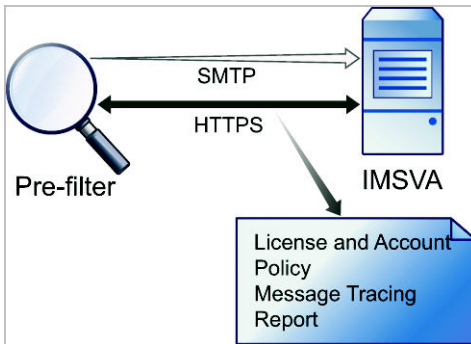 SMTP
HTTPS
Pre-filter
IMSVA
License and Account
Policy
Message Tracing
Report